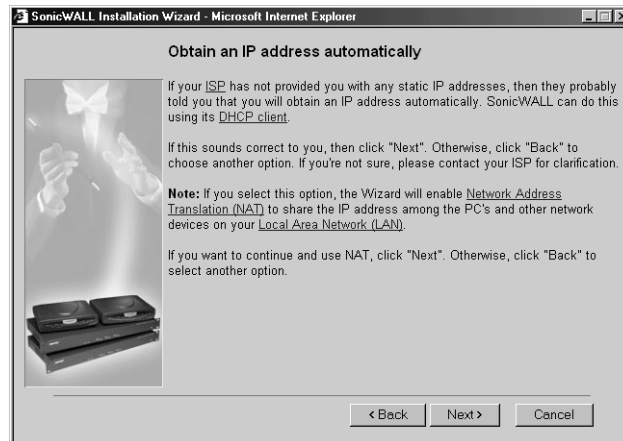 SonicWALL Installation Wizard - Microsoft Internet Explorer
Obtain an IP address automatically
If your ISP has not provided you with any static IP addresses, then they probably
told you that you will obtain an IP address automatically. SonicWALL can do this
using its DHCP client.
If this sounds correct to you, then click "Next". Otherwise, click "Back" to
choose another option. If you're not sure, please contact your ISP for clarification.
Note: If you select this option, the Wizard will enable Network Address
Translation (NAT) to share the IP address among the PC's and other network
devices on your Local Area Network (LAN).
If you want to continue and use NAT, click "Next". Otherwise, click "Back" to
select another option.
< Back
Next >
Cancel